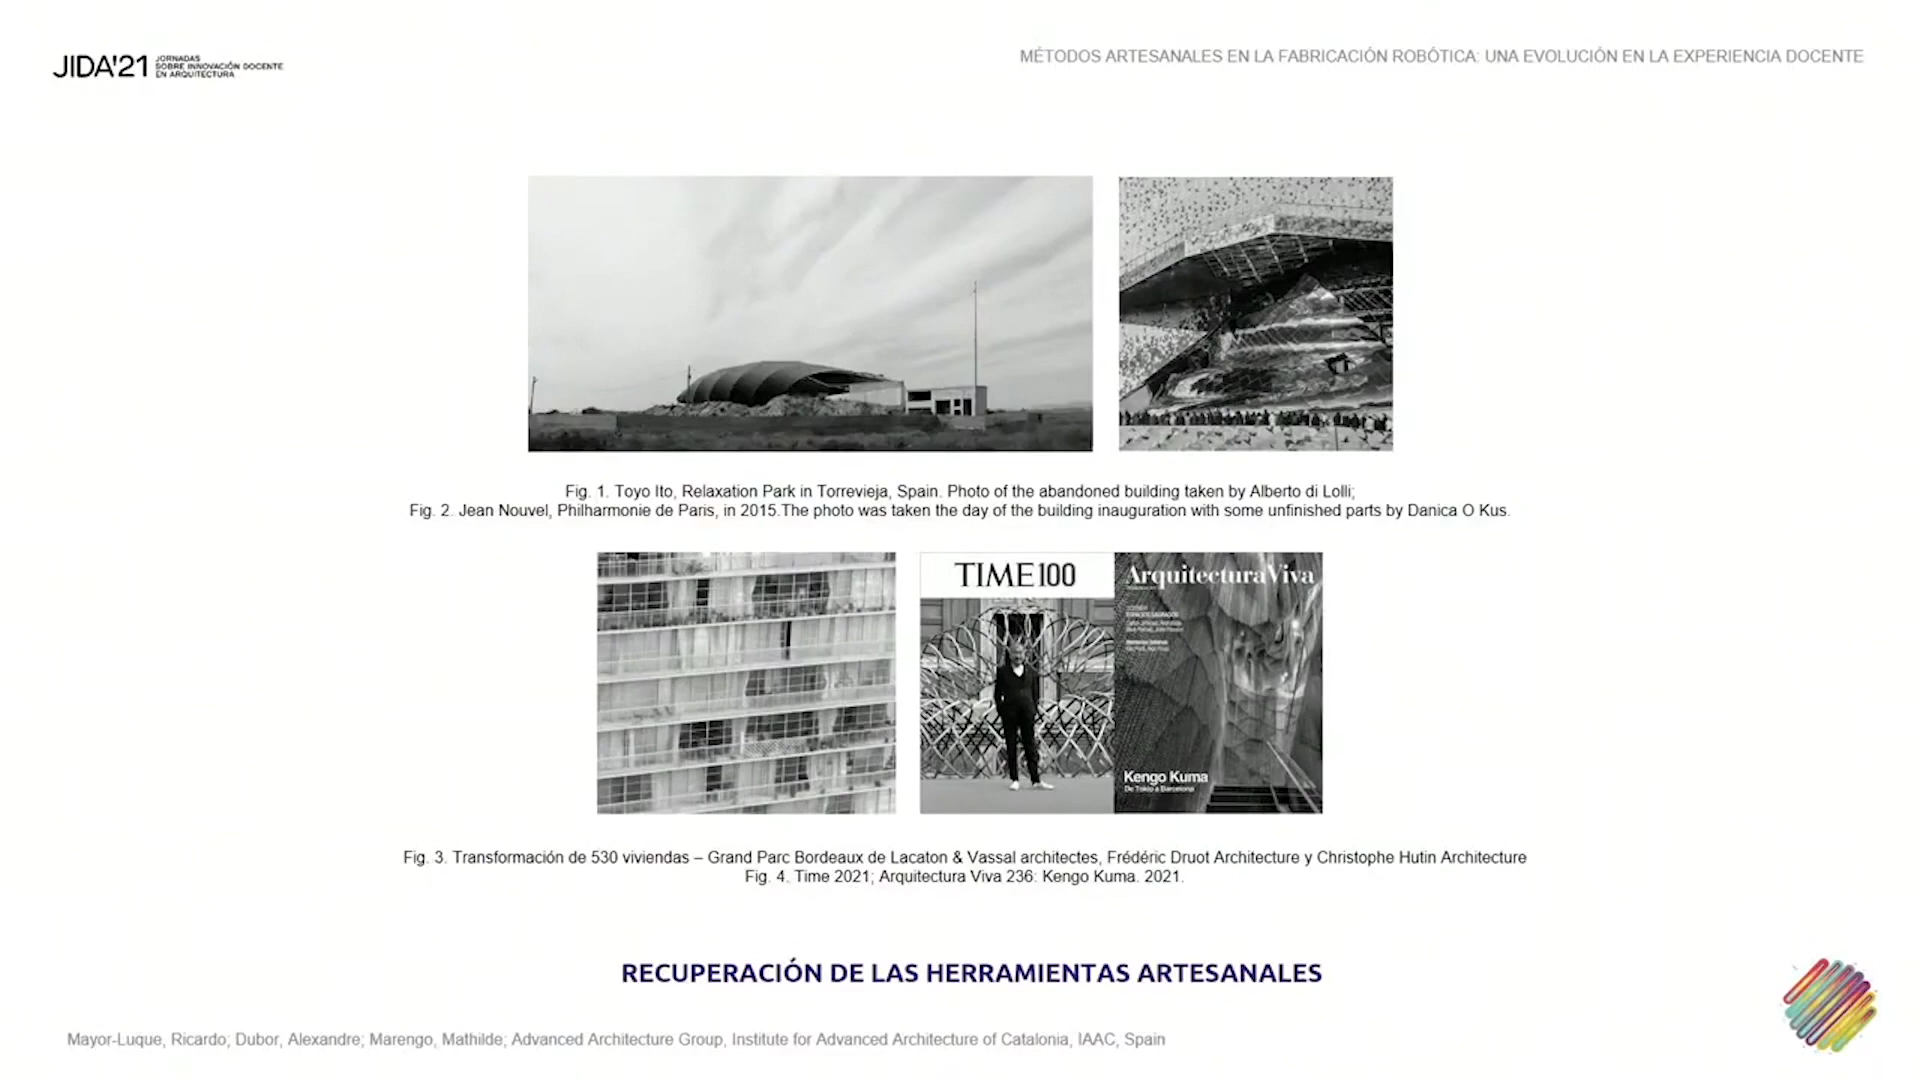 JIDA'21
JORNADAS
SOBRE INNOVACIÓN DOCENTE
EN ARQUITECTURA
MÉTODOS ARTESANALES EN LA FABRICACIÓN ROBÓTICA: UNA EVOLUCIÓN EN LA EXPERIENCIA DOCENTE
Fig. 1. Toyo Ito, Relaxation Park in Torrevieja, Spain. Photo of the abandoned building taken by Alberto di Lolli;
Fig. 2. Jean Nouvel, Philharmonie de Paris, in 2015.The photo was taken the day of the building inauguration with some unfinished parts by Danica O Kus.
TIME100
ArquitecturaViva
Kengo Kuma
De Tokio a Barcelona
Fig. 3. Transformación de 530 viviendas – Grand Parc Bordeaux de Lacaton & Vassal architectes, Frédéric Druot Architecture y Christophe Hutin Architecture
Fig. 4. Time 2021; Arquitectura Viva 236: Kengo Kuma. 2021.
RECUPERACIÓN DE LAS HERRAMIENTAS ARTESANALES
Mayor-Luque, Ricardo; Dubor, Alexandre; Marengo, Mathilde; Advanced Architecture Group, Institute for Advanced Architecture of Catalonia, IAAC, Spain